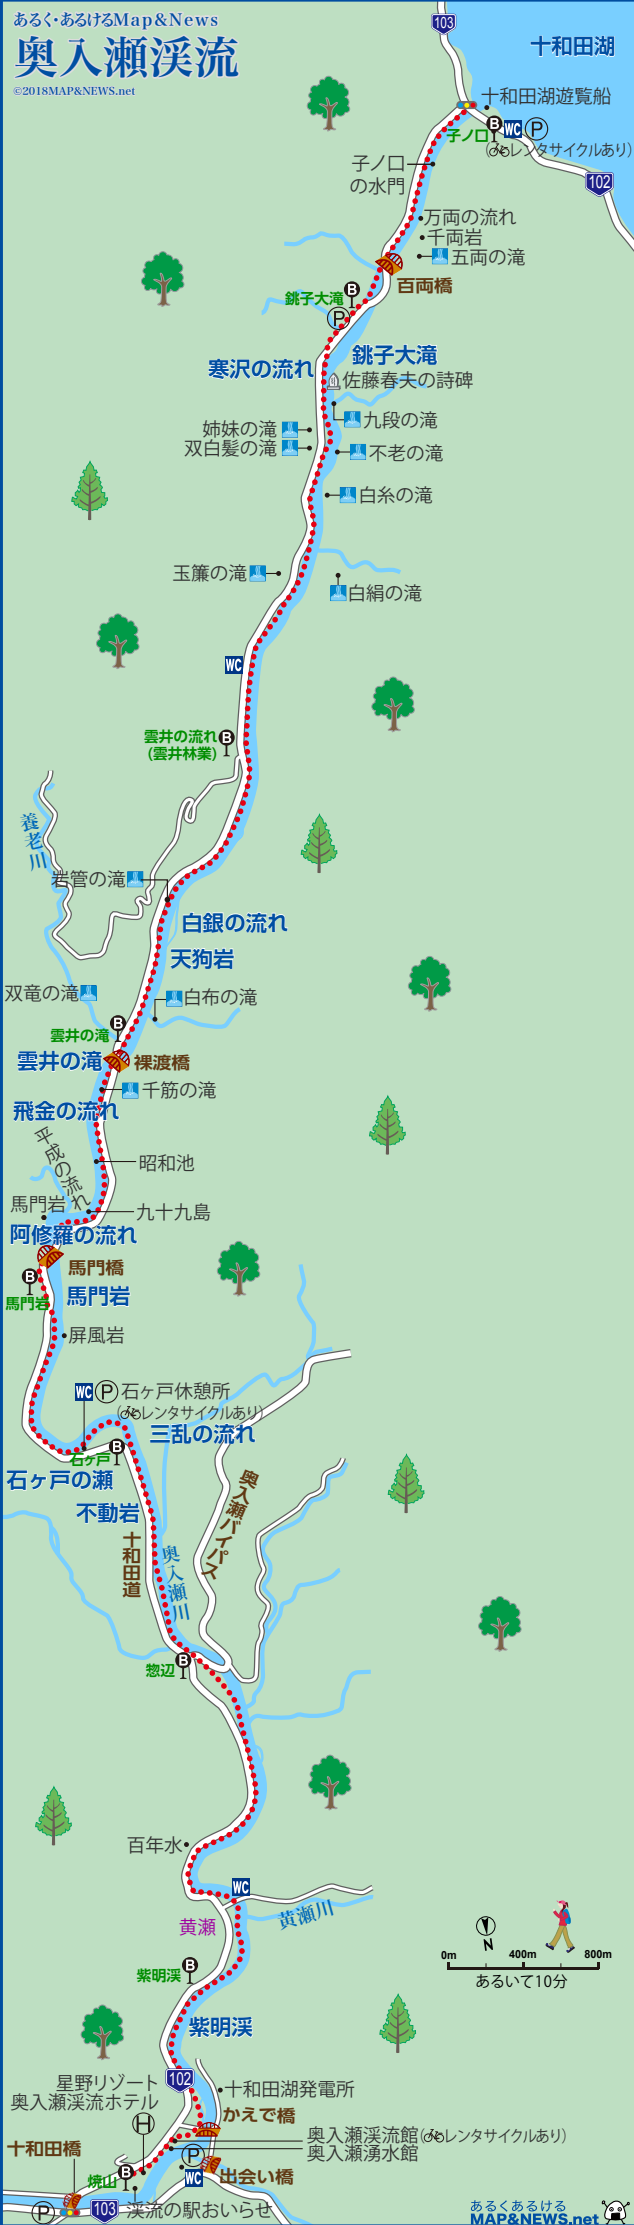 あるく・あるけるMap&News
奥入瀬渓流
©2018MAP&NEWS.net
103
十和田湖
十和田湖遊覧船
B
WC P
子ノ口
(レンタサイクルあり)
102
子ノ口
の水門
万両の流れ
千両岩
五両の滝
百両橋
B
銚子大滝
P
銚子大滝
寒沢の流れ
佐藤春夫の詩碑
九段の滝
姉妹の滝
双白髪の滝
不老の滝
白糸の滝
玉簾の滝
白絹の滝
WC
雲井の流れ
B
(雲井林業)
養老川
岩管の滝
白銀の流れ
天狗岩
双竜の滝
白布の滝
B
雲井の滝
雲井の滝
裸渡橋
千筋の滝
飛金の流れ
平成の流れ
昭和池
馬門岩
九十九島
阿修羅の流れ
馬門橋
B
馬門岩
馬門岩
屏風岩
WC P 石ヶ戸休憩所
(レンタサイクルあり)
三乱の流れ
B
石ヶ戸
石ヶ戸の瀬
奥入瀬バイパス
不動岩
十和田道
奥入瀬川
B
惣辺
百年水
WC
黄瀬川
黄瀬
N
0m 400m 800m
あるいて10分
B
紫明渓
紫明渓
星野リゾート
奥入瀬渓流ホテル
102
十和田湖発電所
H
かえで橋
奥入瀬渓流館(レンタサイクルあり)
奥入瀬湧水館
十和田橋
P
B
焼山
WC
出会い橋
P
103
渓流の駅おいらせ
あるくあるける
MAP&NEWS.net